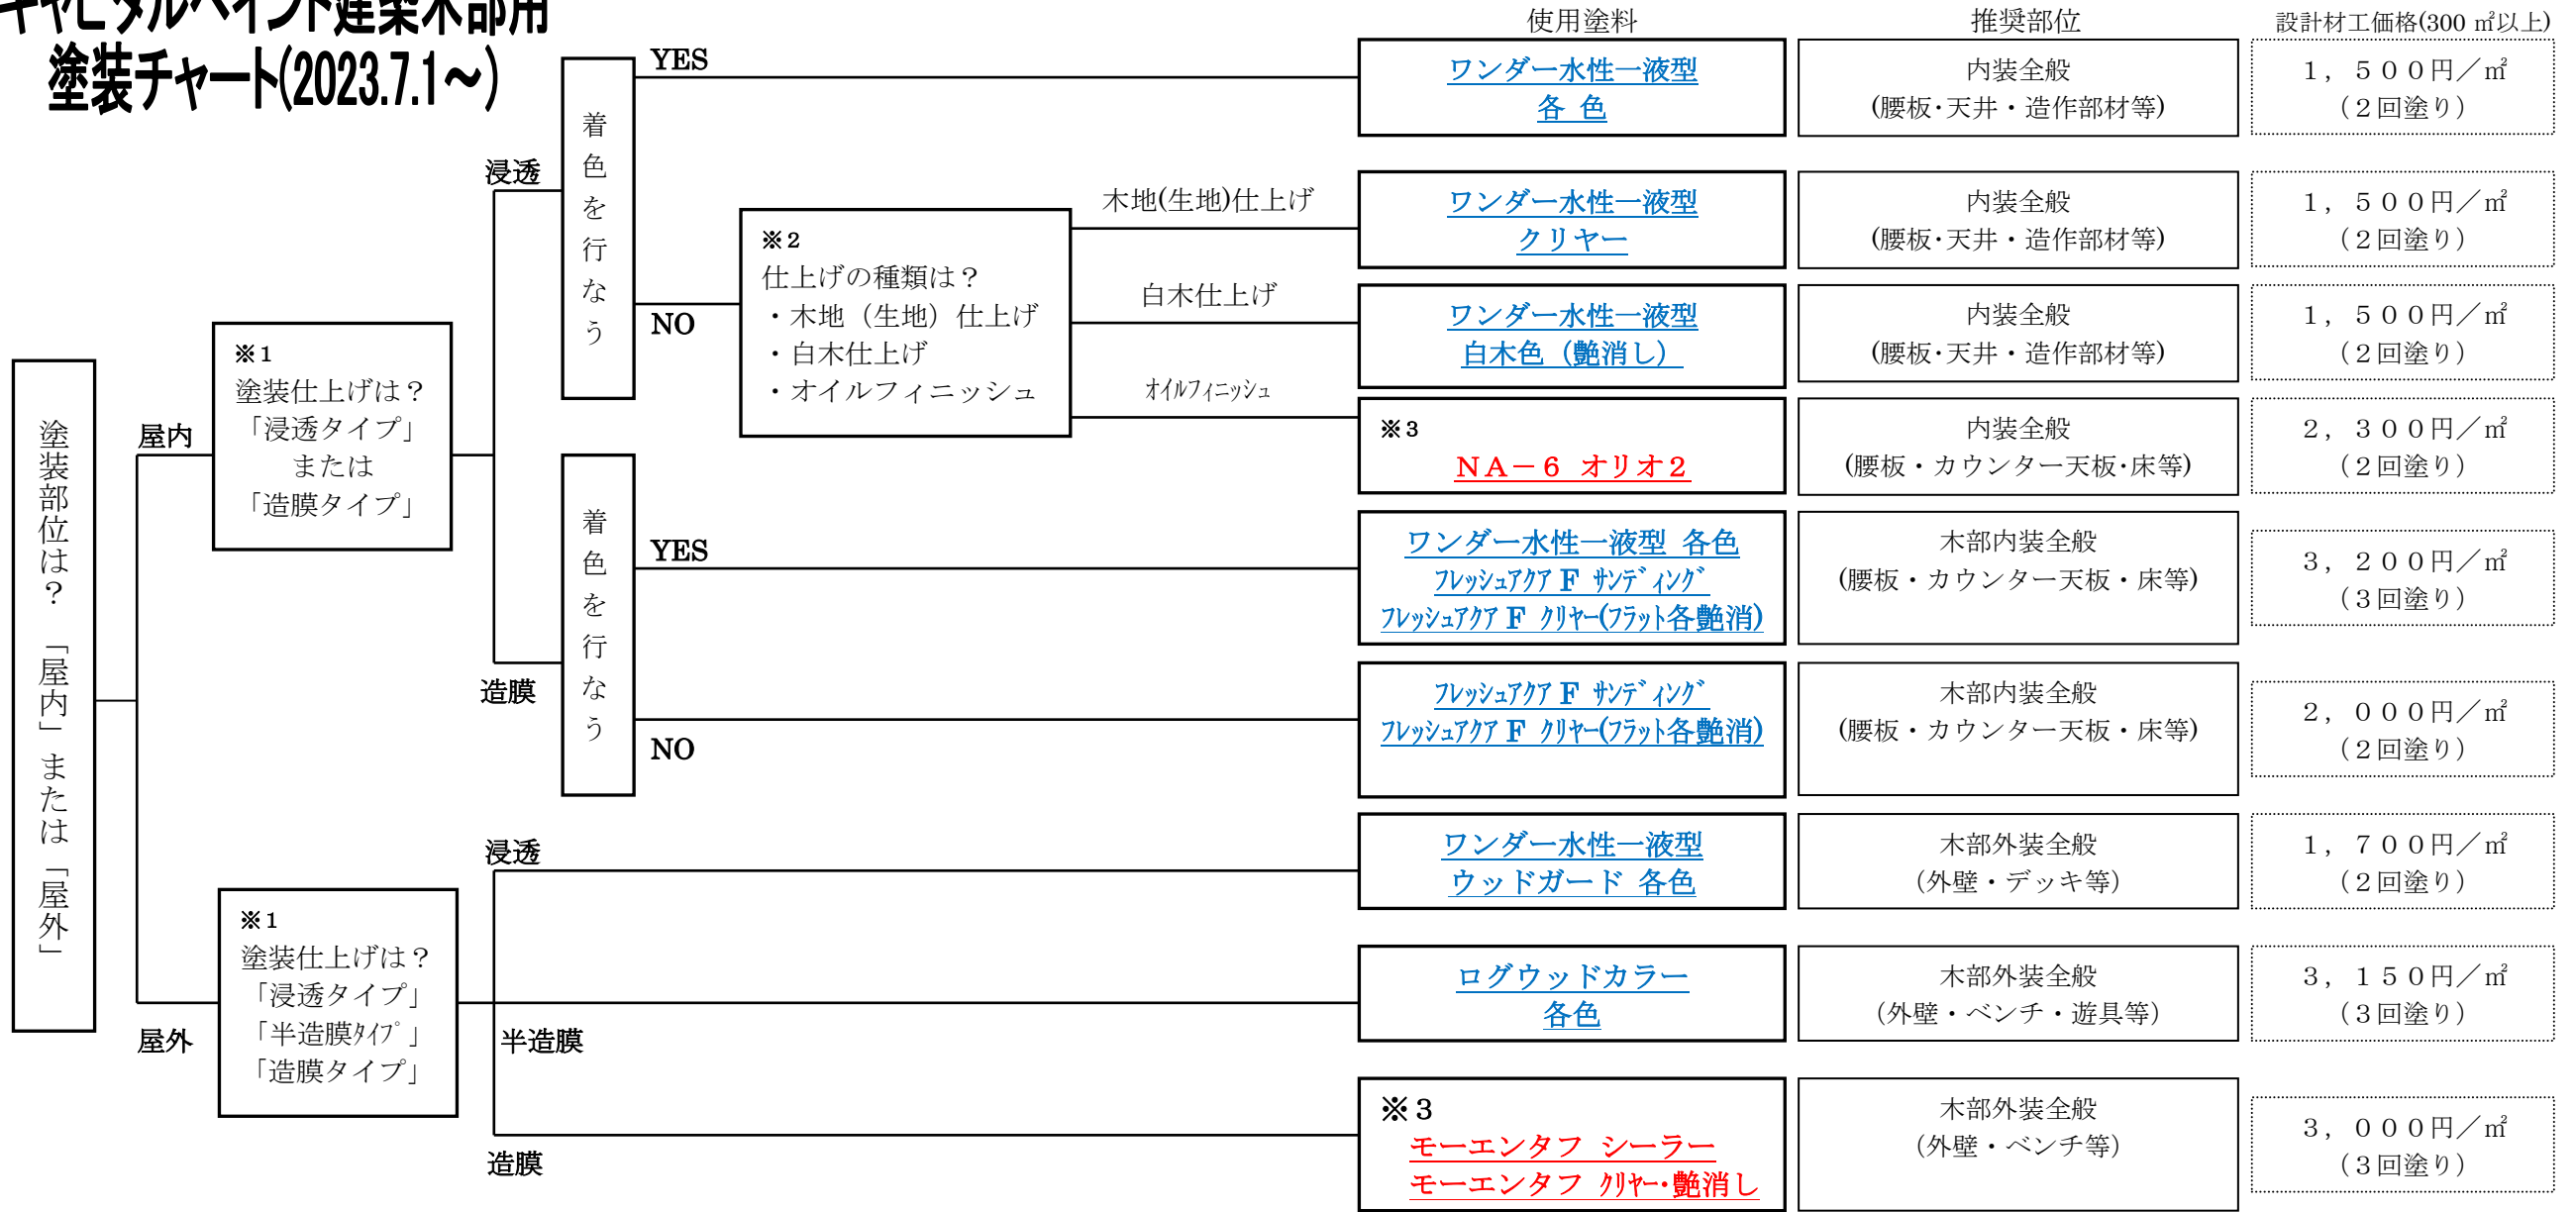 キャピタルペイント建築木部用
塗装チャート(2023.7.1～)
使用塗料
推奨部位
設計材工価格(300 ㎡以上)
塗装部位は？　「屋内」または「屋外」
屋内
屋外
※１
塗装仕上げは？
「浸透タイプ」
または
「造膜タイプ」
浸透
造膜
着色を行なう
YES
NO
※２
仕上げの種類は？
・木地（生地）仕上げ
・白木仕上げ
・オイルフィニッシュ
木地(生地)仕上げ
白木仕上げ
ｵｲﾙﾌｨﾆｯｼｭ
着色を行なう
YES
NO
※１
塗装仕上げは？
「浸透タイプ」
「半造膜ﾀｲﾌﾟ」
「造膜タイプ」
浸透
半造膜
造膜
ワンダー水性一液型
各 色
内装全般
(腰板･天井・造作部材等)
１，５００円／㎡
（２回塗り）
ワンダー水性一液型
クリヤー
内装全般
(腰板･天井・造作部材等)
１，５００円／㎡
（２回塗り）
ワンダー水性一液型
白木色（艶消し）
内装全般
(腰板･天井・造作部材等)
１，５００円／㎡
（２回塗り）
※３
ＮＡ－６ オリオ２
内装全般
(腰板・カウンター天板･床等)
２，３００円／㎡
（２回塗り）
ワンダー水性一液型 各色
ﾌﾚｯｼｭｱｸｱ F ｻﾝﾃﾞｨﾝｸﾞ
ﾌﾚｯｼｭｱｸｱ F ｸﾘﾔｰ(ﾌﾗｯﾄ各艶消)
木部内装全般
(腰板・カウンター天板・床等)
３，２００円／㎡
（３回塗り）
ﾌﾚｯｼｭｱｸｱ F ｻﾝﾃﾞｨﾝｸﾞ
ﾌﾚｯｼｭｱｸｱ F ｸﾘﾔｰ(ﾌﾗｯﾄ各艶消)
木部内装全般
(腰板・カウンター天板・床等)
２，０００円／㎡
（２回塗り）
ワンダー水性一液型
ウッドガード 各色
木部外装全般
（外壁・デッキ等）
１，７００円／㎡
（２回塗り）
ログウッドカラー
各色
木部外装全般
（外壁・ベンチ・遊具等）
３，１５０円／㎡
（３回塗り）
※３
モーエンタフ シーラー
モーエンタフ ｸﾘﾔｰ･艶消し
木部外装全般
（外壁・ベンチ等）
３，０００円／㎡
（３回塗り）